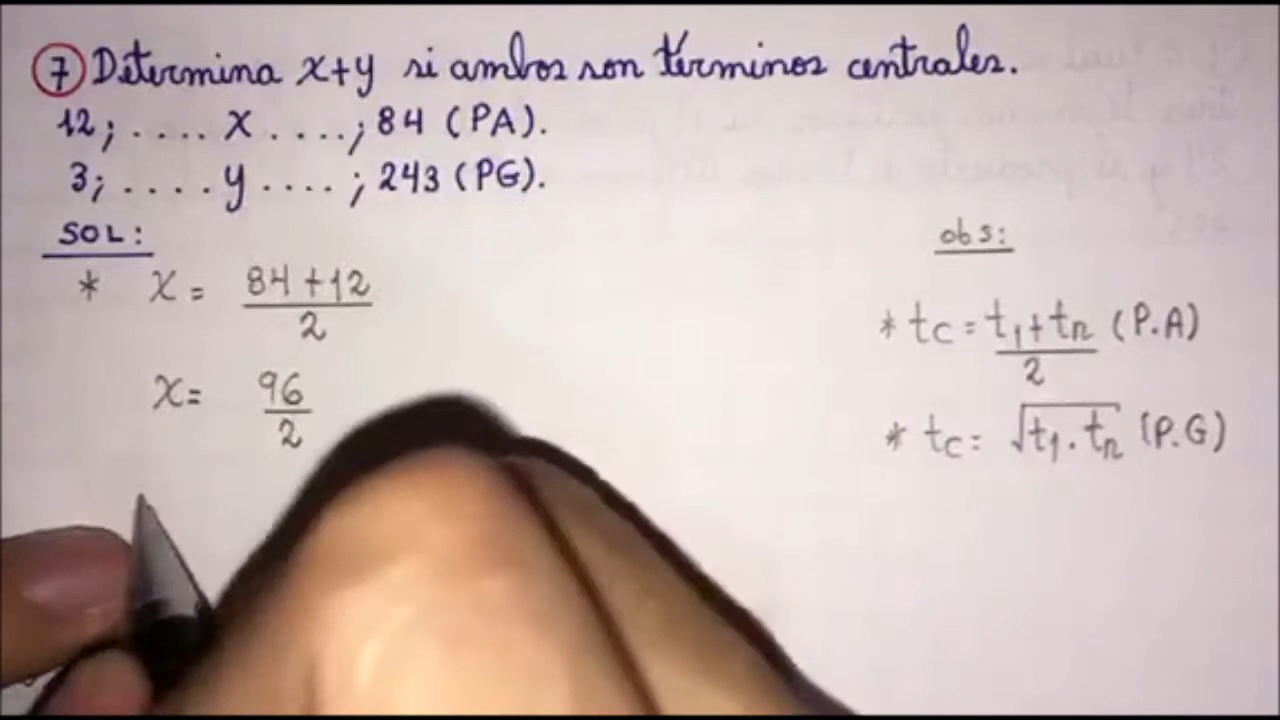 7 Determina x+y si ambos son términos centrales.
12; . . . . x . . . . ; 84 (PA).
3; . . . . y . . . . ; 243 (PG).
SOL:
* x = 84+12 / 2
x = 96 / 2
obs:
* tc = t1 + tn / 2 (P.A)
* tc = √t1 . tn (P.G)